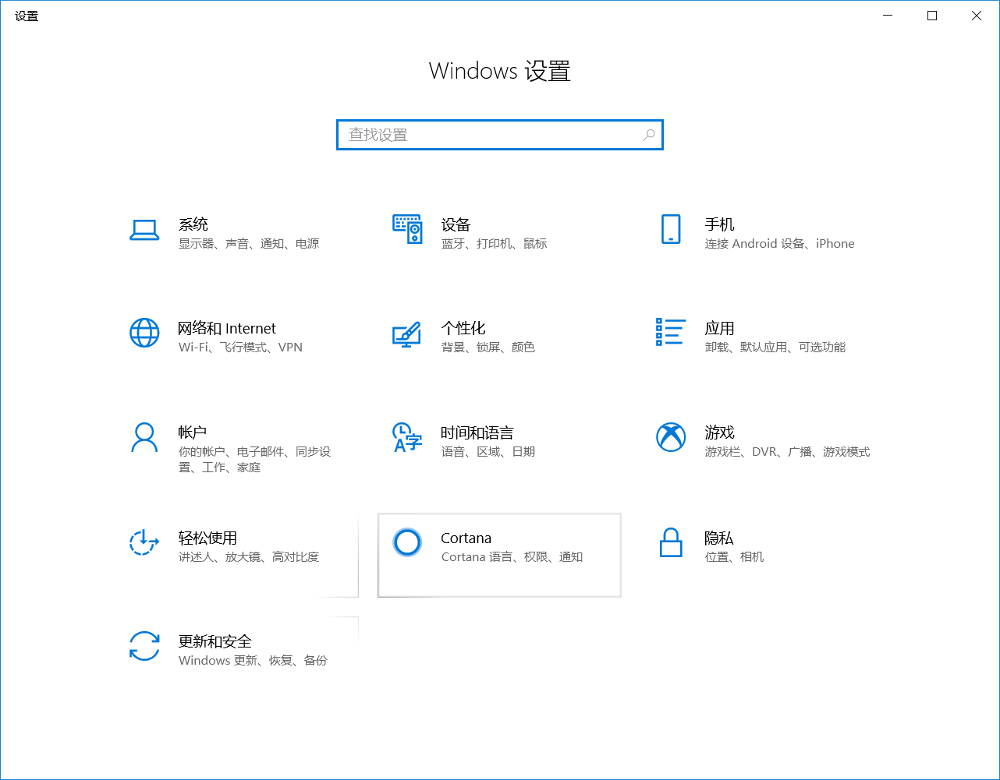 设置
Windows 设置
查找设置
系统
显示器、声音、通知、电源
设备
蓝牙、打印机、鼠标
手机
连接 Android 设备、iPhone
网络和 Internet
Wi-Fi、飞行模式、VPN
个性化
背景、锁屏、颜色
应用
卸载、默认应用、可选功能
帐户
你的帐户、电子邮件、同步设
置、工作、家庭
时间和语言
语音、区域、日期
游戏
游戏栏、DVR、广播、游戏模式
轻松使用
讲述人、放大镜、高对比度
Cortana
Cortana 语言、权限、通知
隐私
位置、相机
更新和安全
Windows 更新、恢复、备份